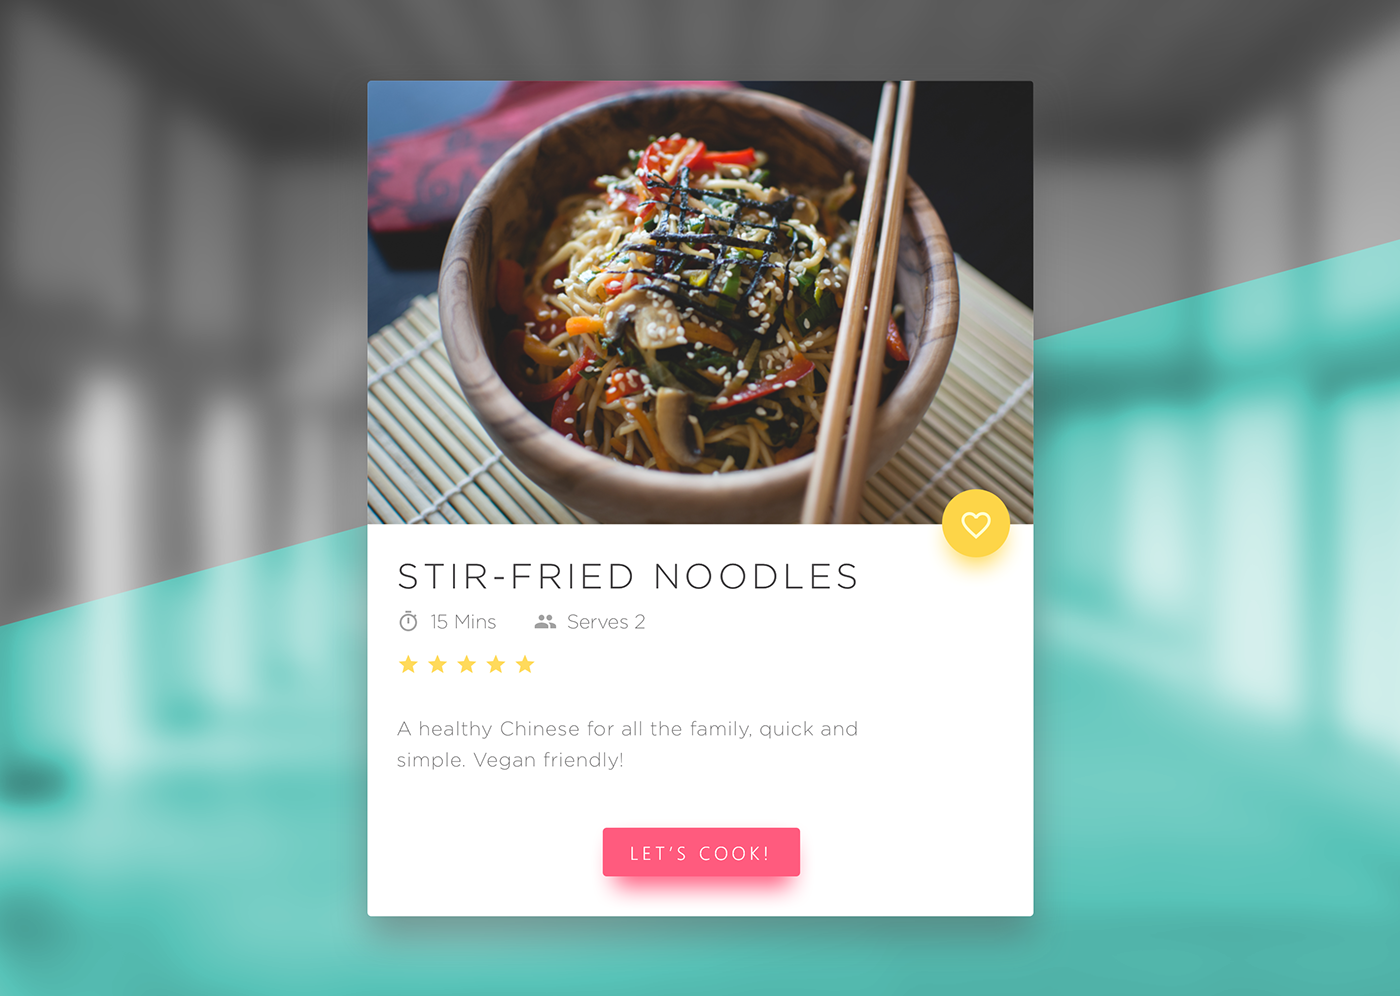 STIR-FRIED NOODLES
15 Mins Serves 2
A healthy Chinese for all the family, quick and
simple. Vegan friendly!
LET'S COOK!